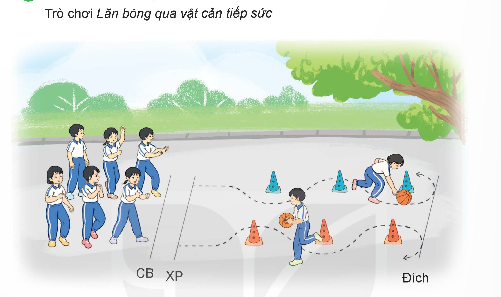 Trò chơi Lăn bóng qua vật cản tiếp sức
CB XP
Đích